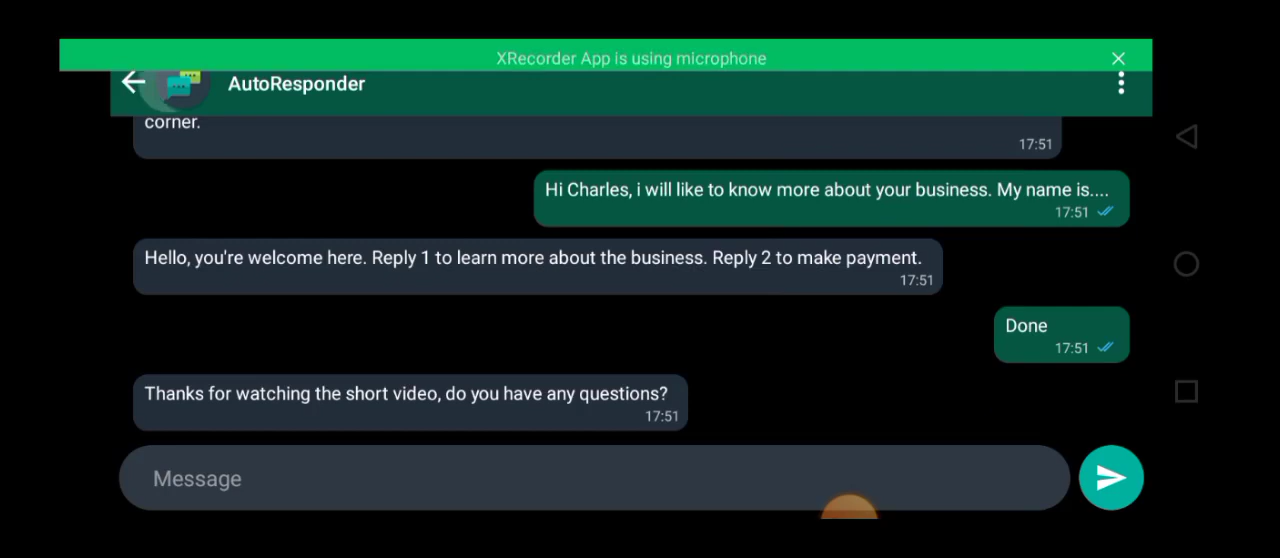 XRecorder App is using microphone
AutoResponder
corner.
17:51
Hi Charles, i will like to know more about your business. My name is....
17:51
Hello, you're welcome here. Reply 1 to learn more about the business. Reply 2 to make payment.
17:51
Done
17:51
Thanks for watching the short video, do you have any questions?
17:51
Message